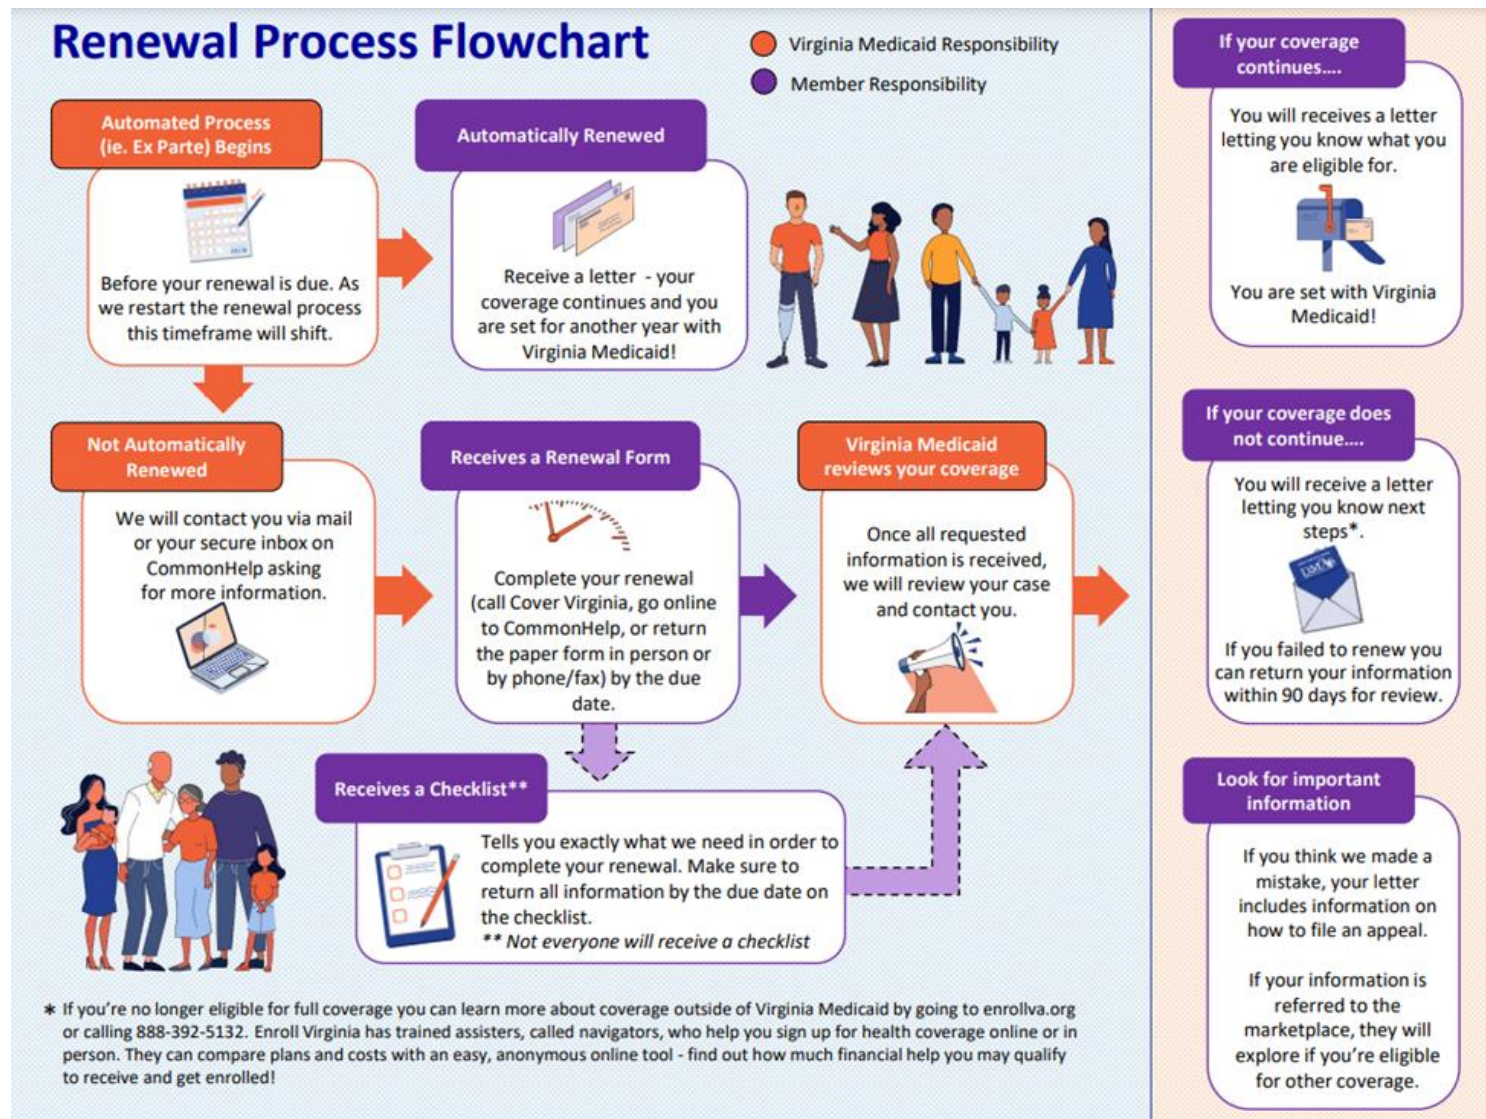 Renewal Process Flowchart
Virginia Medicaid Responsibility
Member Responsibility
Automated Process
(ie. Ex Parte) Begins
Before your renewal is due. As
we restart the renewal process
this timeframe will shift.
Automatically Renewed
Receive a letter - your
coverage continues and you
are set for another year with
Virginia Medicaid!
Not Automatically
Renewed
We will contact you via mail
or your secure inbox on
CommonHelp asking
for more information.
Receives a Renewal Form
Complete your renewal
(call Cover Virginia, go online
to CommonHelp, or return
the paper form in person or
by phone/fax) by the due
date.
Virginia Medicaid
reviews your coverage
Once all requested
information is received,
we will review your case
and contact you.
Receives a Checklist**
Tells you exactly what we need in order to
complete your renewal. Make sure to
return all information by the due date on
the checklist.
** Not everyone will receive a checklist
* If you're no longer eligible for full coverage you can learn more about coverage outside of Virginia Medicaid by going to enrollva.org
or calling 888-392-5132. Enroll Virginia has trained assisters, called navigators, who help you sign up for health coverage online or in
person. They can compare plans and costs with an easy, anonymous online tool - find out how much financial help you may qualify
to receive and get enrolled!
If your coverage
continues....
You will receives a letter
letting you know what you
are eligible for.
You are set with Virginia
Medicaid!
If your coverage does
not continue....
You will receive a letter
letting you know next
steps*.
If you failed to renew you
can return your information
within 90 days for review.
Look for important
information
If you think we made a
mistake, your letter
includes information on
how to file an appeal.
If your information is
referred to the
marketplace, they will
explore if you're eligible
for other coverage.